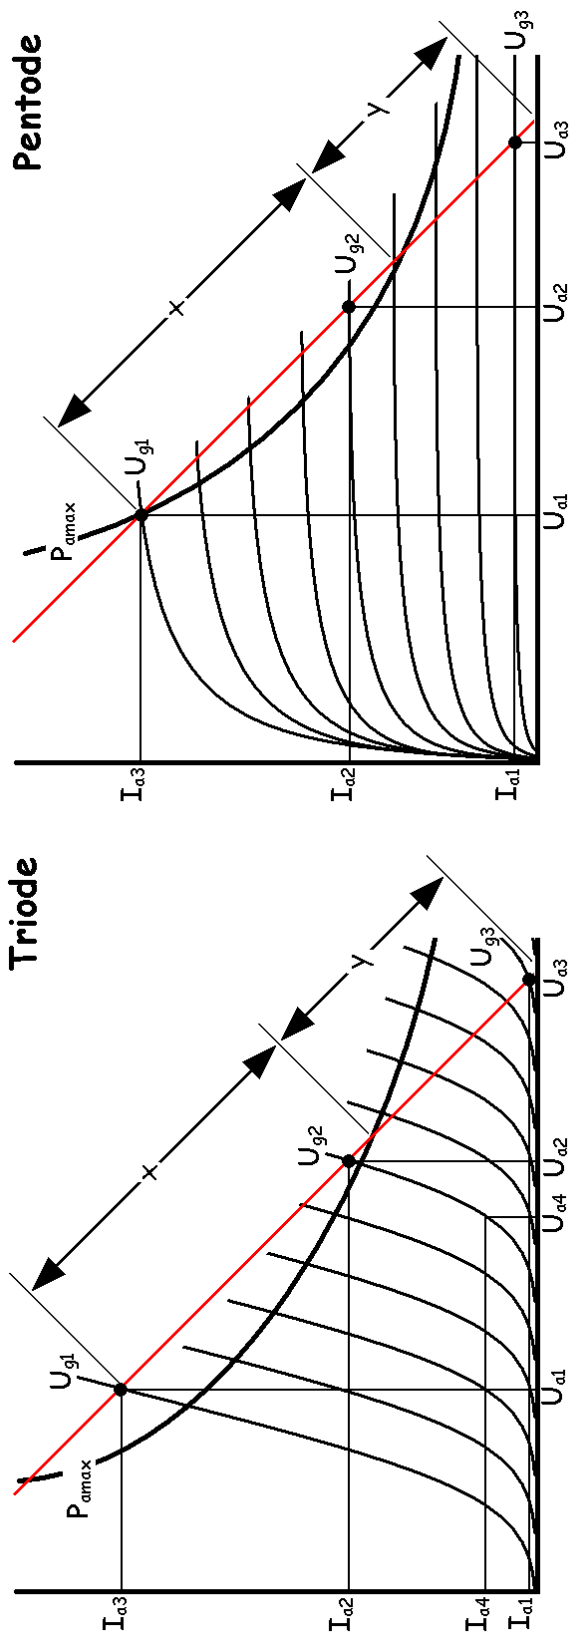 Triode
Pamax
Ug1
Ug2
Ug3
x
y
Ia3
Ia2
Ia4
Ia1
Ua1
Ua4
Ua2
Ua3
Pentode
Pamax
Ug1
Ug2
Ug3
x
y
Ia3
Ia2
Ia1
Ua1
Ua2
Ua3